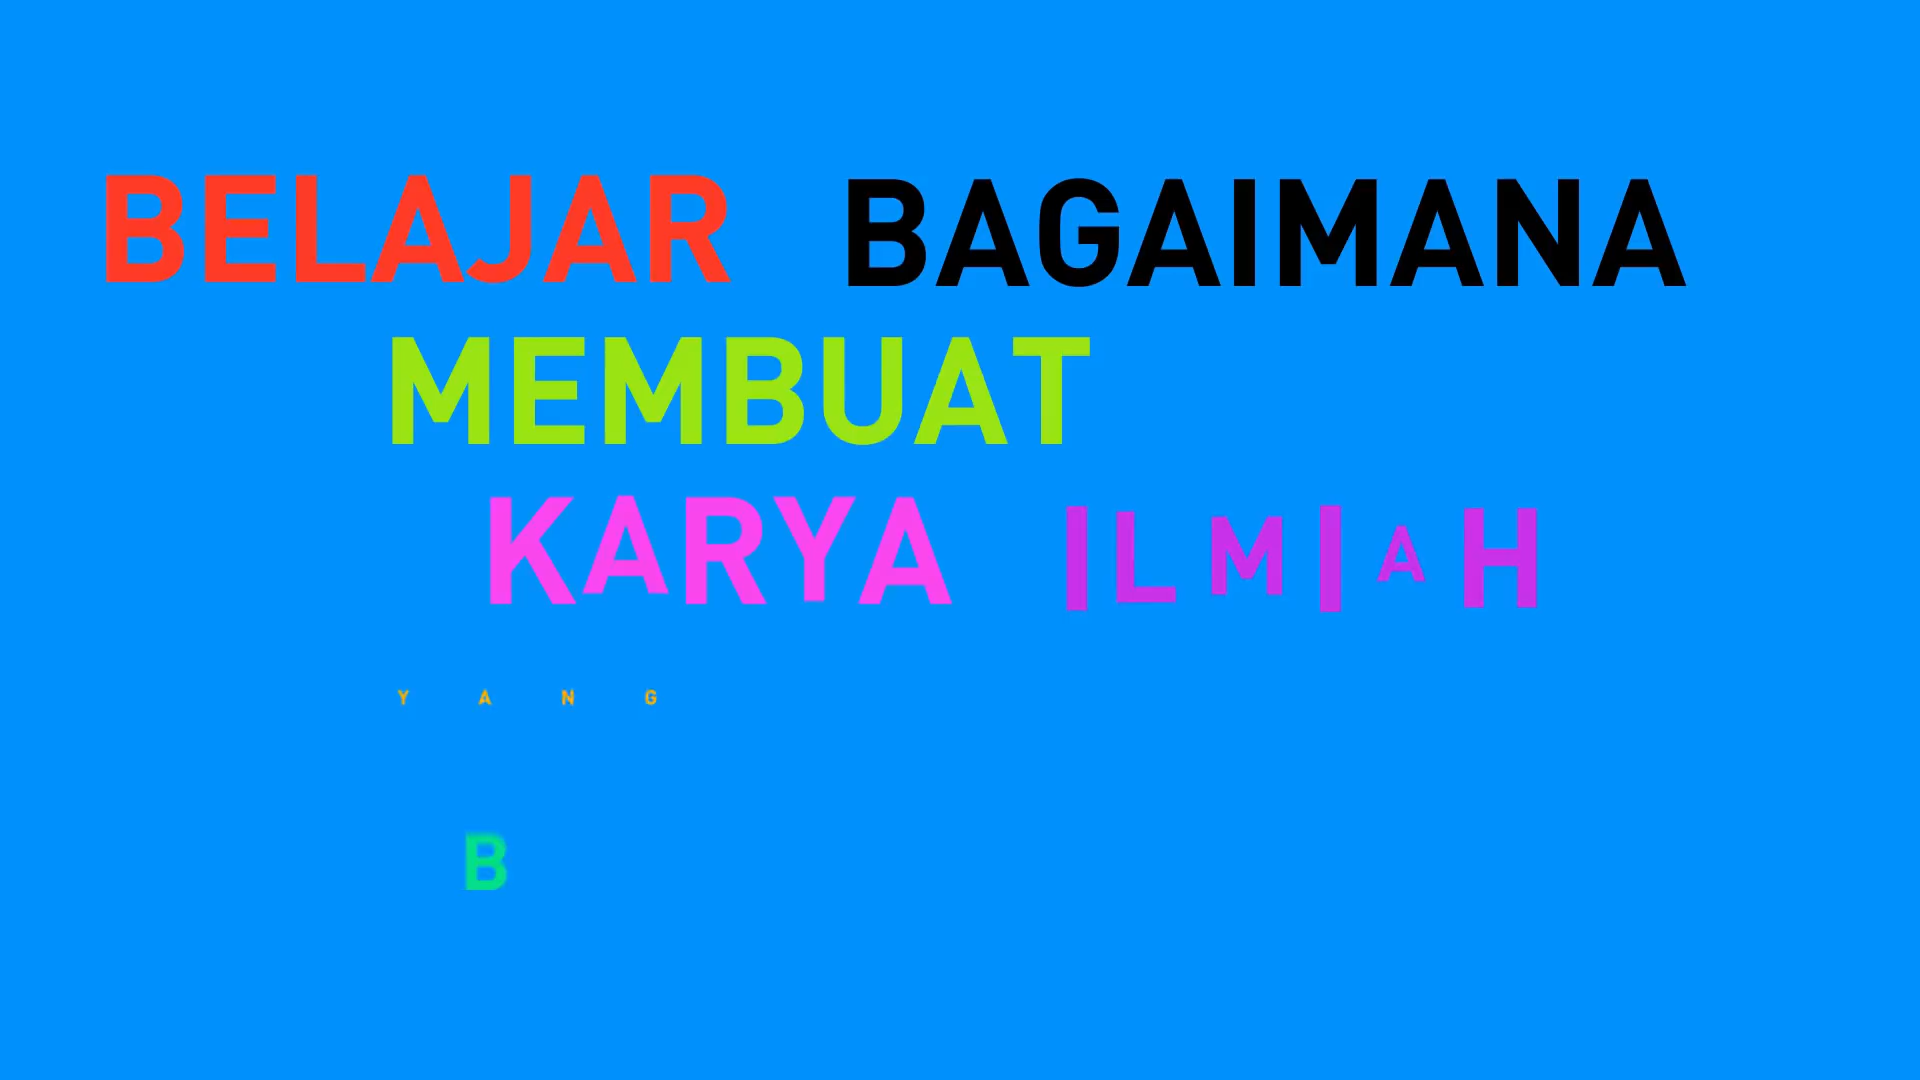 BELAJAR BAGAIMANA
MEMBUAT
KARYA ILMIAH
YANG
B